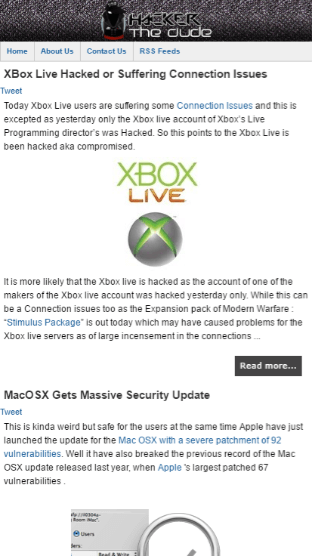 HACKER
The Dude
Home
About Us
Contact Us
RSS Feeds
XBox Live Hacked or Suffering Connection Issues
Tweet
Today Xbox Live users are suffering some Connection Issues and this is
excepted as yesterday only the Xbox live account of Xbox's Live
Programming director's was Hacked. So this points to the Xbox Live is
been hacked aka compromised.
XBOX
LIVE
It is more likely that the Xbox live is hacked as the account of one of the
makers of the Xbox live account was hacked yesterday only. While this can
be a Connection issues too as the Expansion pack of Modern Warfare :
“Stimulus Package” is out today which may have caused problems for the
Xbox live servers as of large incensement in the connections ...
Read more...
MacOSX Gets Massive Security Update
Tweet
This is kinda weird but safe for the users at the same time Apple have just
launched the update for the Mac OSX with a severe patchment of 92
vulnerabilities. Well it have also breaked the previous record of the Mac
OSX update released last year, when Apple 's largest patched 67
vulnerabilities .
Users
Read & Write